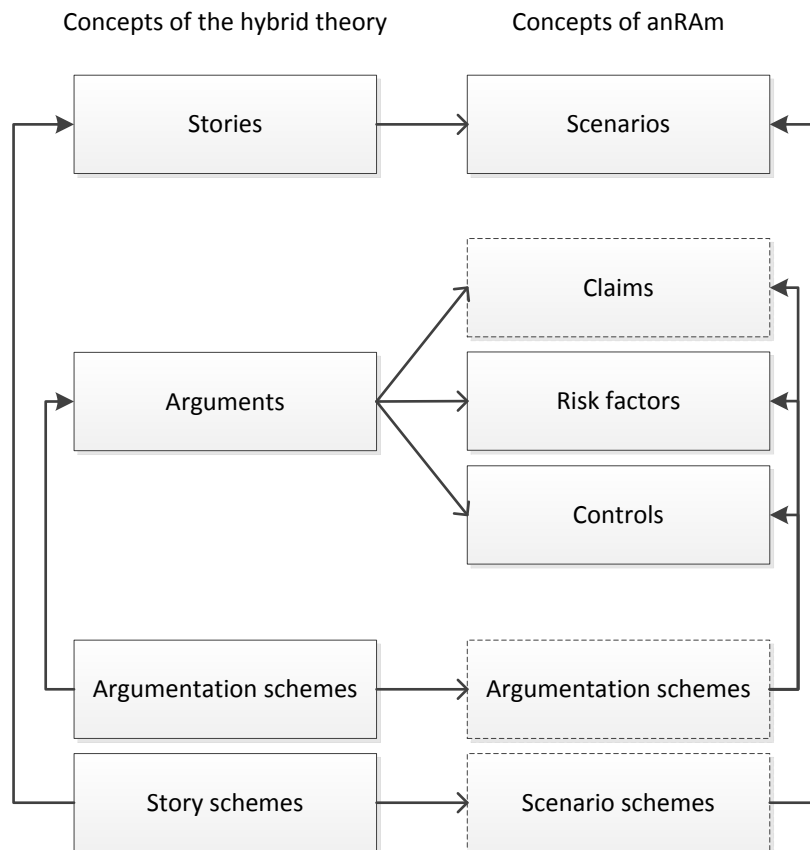 Concepts of the hybrid theory
Concepts of anRAm
Stories
Scenarios
Claims
Arguments
Risk factors
Controls
Argumentation schemes
Argumentation schemes
Story schemes
Scenario schemes